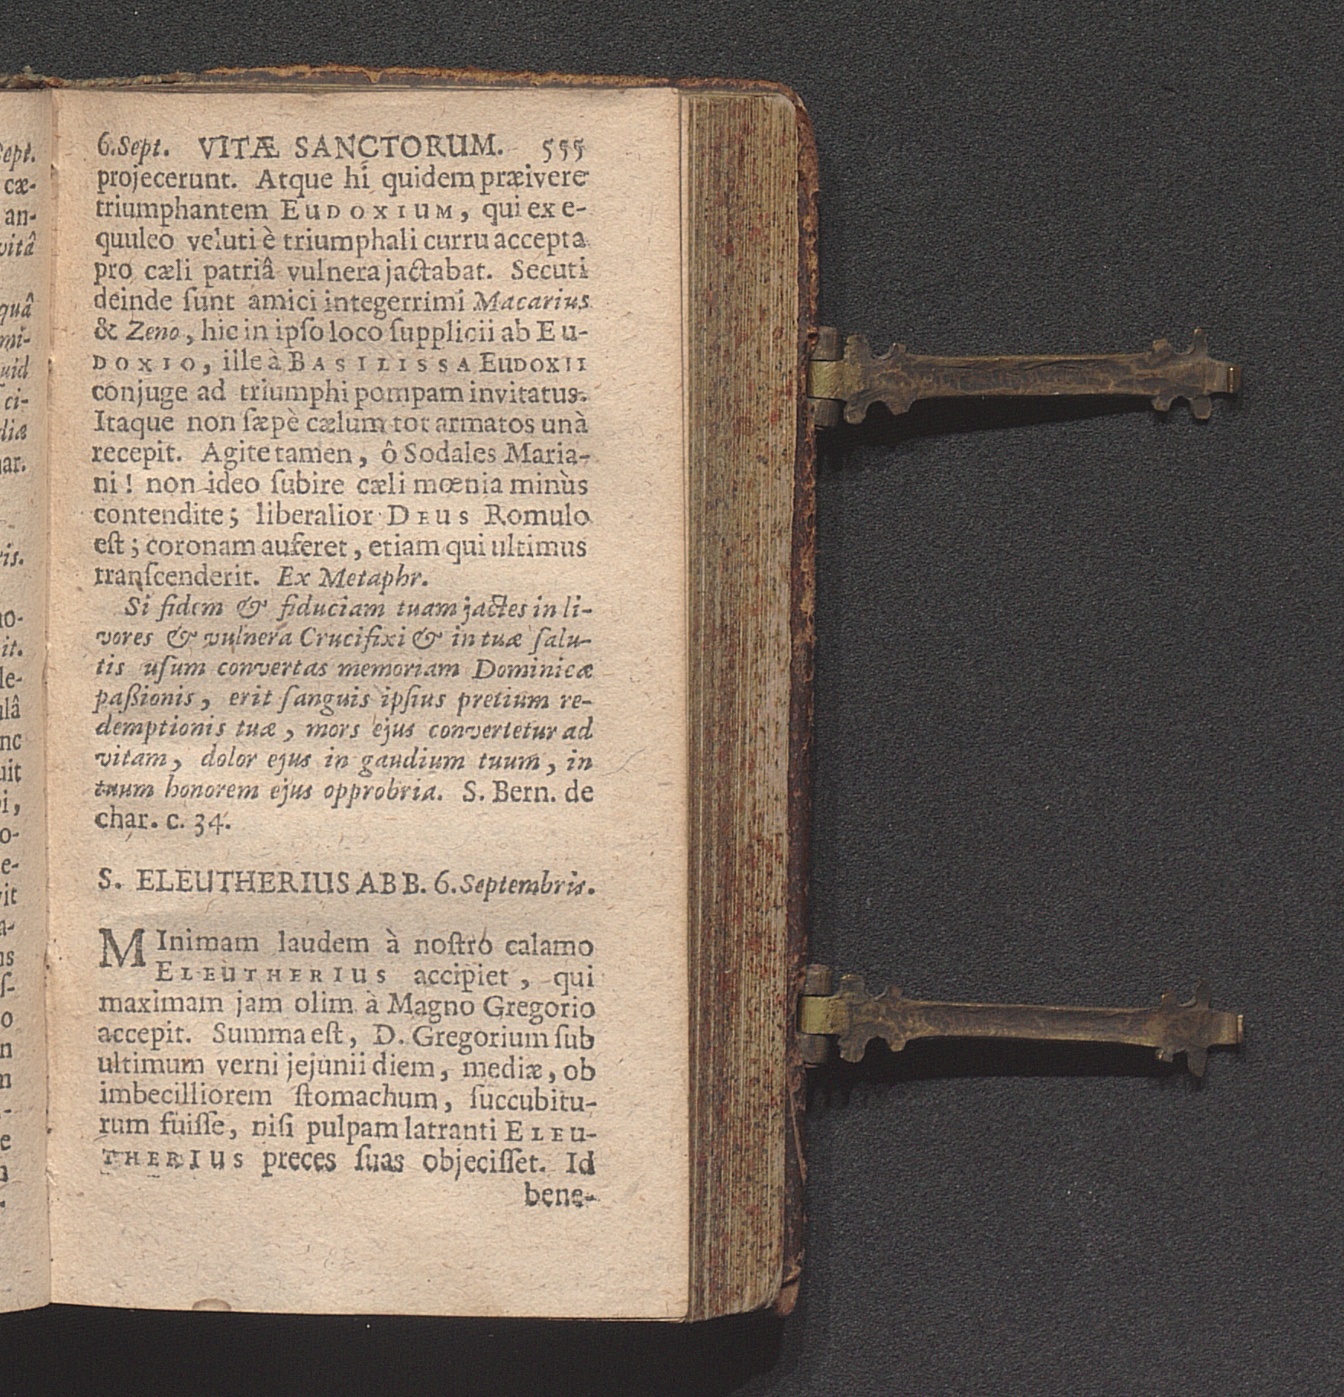 6.Sept. VITÆ SANCTORUM. 555
projecerunt. Atque hi quidem præivere
triumphantem EUDOXIUM, qui ex e-
quuleo veluti è triumphali curru accepta
pro cæli patriâ vulnera jactabat. Secuti
deinde ſunt amici integerrimi Macarius
& Zeno, hic in ipſo loco ſupplicii ab EU-
DOXIO, ille à BASILISSA EUDOXII
conjuge ad triumphi pompam invitatus.
Itaque non ſæpè cælum tot armatos unà
recepit. Agite tamen, ô Sodales Maria-
ni! non ideo ſubire cæli mœnia minùs
contendite; liberalior DEUS Romulo
eſt; coronam auferet, etiam qui ultimus
tranſcenderit. Ex Metaphr.
Si fidem & fiduciam tuam jactes in li-
vores & vulnera Crucifixi & in tuæ ſalu-
tis uſum convertas memoriam Dominicæ
paßionis, erit ſanguis ipſius pretium re-
demptionis tuæ, mors ejus convertetur ad
vitam, dolor ejus in gaudium tuum, in
tuum honorem ejus opprobria. S. Bern. de
char. c. 34.
S. ELEUTHERIUS ABB. 6. Septembris.
MInimam laudem à noſtro calamo
ELEUTHERIUS accipiet, qui
maximam jam olim à Magno Gregorio
accepit. Summa eſt, D. Gregorium ſub
ultimum verni jejunii diem, mediæ, ob
imbecilliorem ſtomachum, ſuccubitu-
rum fuiſſe, niſi pulpam latranti ELEU-
THERIUS preces ſuas objeciſſet. Id
bene-